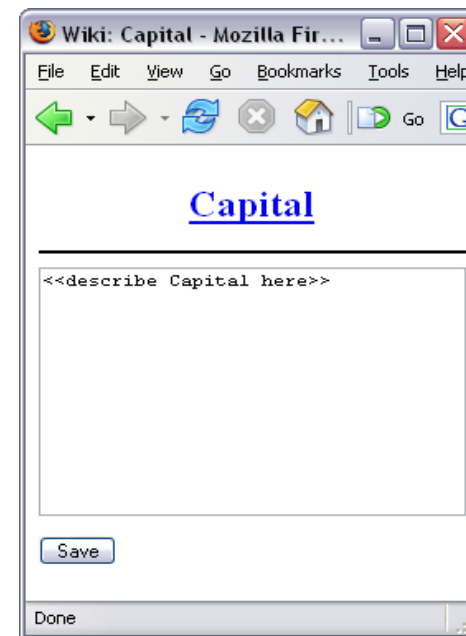 Wiki: Capital - Mozilla Fir...
File Edit View Go Bookmarks Tools Help
Go G
Capital
<<describe Capital here>>
Save
Done